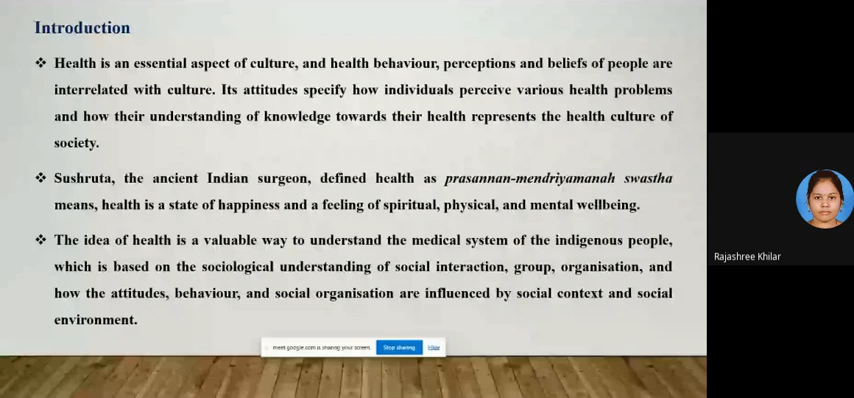 Introduction
❖ Health is an essential aspect of culture, and health behaviour, perceptions and beliefs of people are
interrelated with culture. Its attitudes specify how individuals perceive various health problems
and how their understanding of knowledge towards their health represents the health culture of
society.
❖ Sushruta, the ancient Indian surgeon, defined health as prasannan-mendriyamanah swastha
means, health is a state of happiness and a feeling of spiritual, physical, and mental wellbeing.
❖ The idea of health is a valuable way to understand the medical system of the indigenous people,
which is based on the sociological understanding of social interaction, group, organisation, and
how the attitudes, behaviour, and social organisation are influenced by social context and social
environment.
meet.google.com is sharing your screen. Stop sharing Hide
Rajashree Khilar